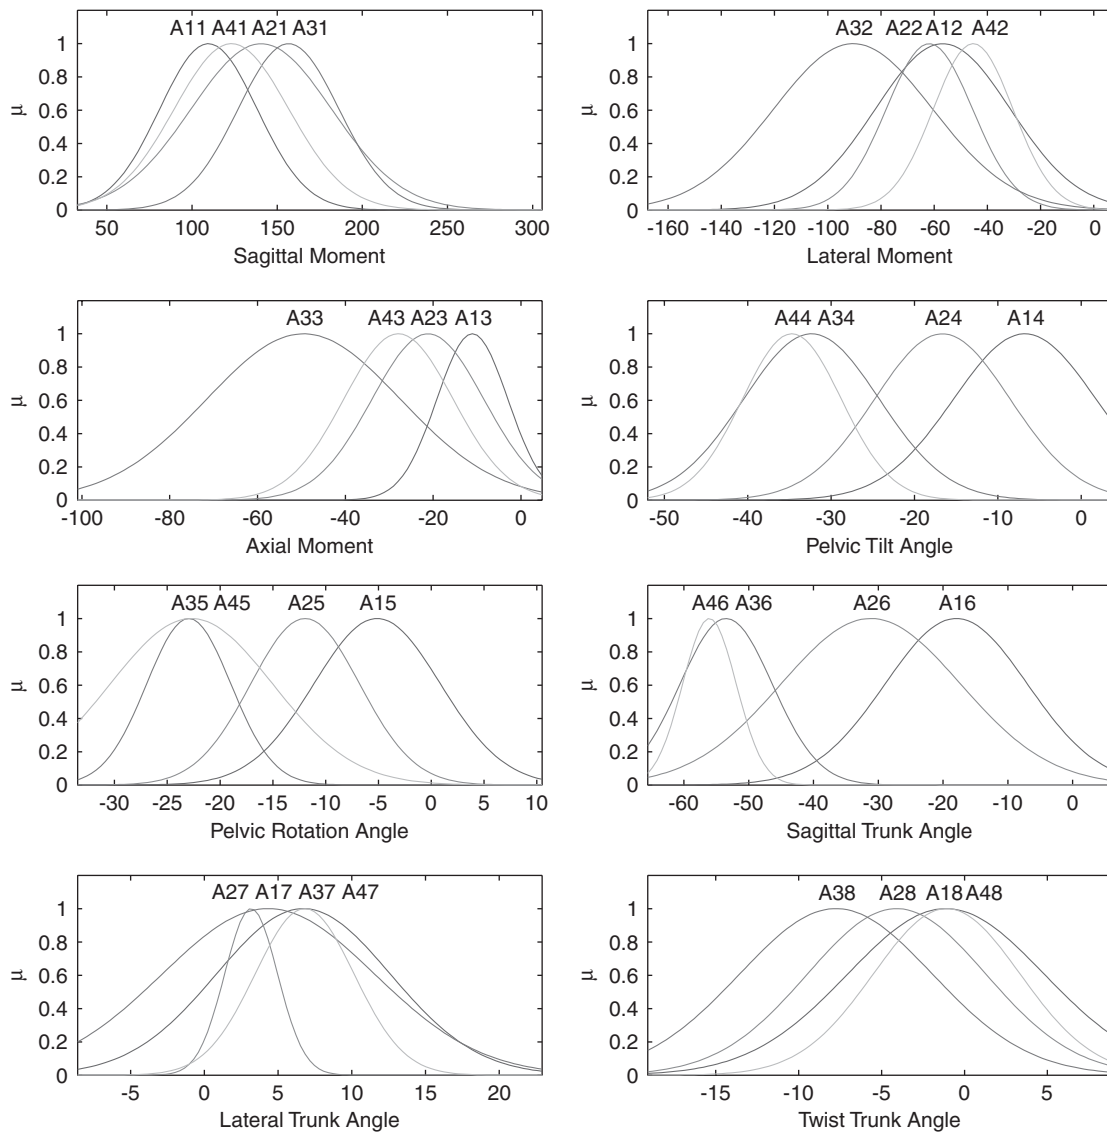 A11 A41 A21 A31
1
0.8
0.6
0.4
0.2
0
μ
50 100 150 200 250 300
Sagittal Moment
A32 A22 A12 A42
1
0.8
0.6
0.4
0.2
0
μ
-160 -140 -120 -100 -80 -60 -40 -20 0
Lateral Moment
A33 A43 A23 A13
1
0.8
0.6
0.4
0.2
0
μ
-100 -80 -60 -40 -20 0
Axial Moment
A44 A34 A24 A14
1
0.8
0.6
0.4
0.2
0
μ
-50 -40 -30 -20 -10 0
Pelvic Tilt Angle
A35 A45 A25 A15
1
0.8
0.6
0.4
0.2
0
μ
-30 -25 -20 -15 -10 -5 0 5 10
Pelvic Rotation Angle
A46 A36 A26 A16
1
0.8
0.6
0.4
0.2
0
μ
-60 -50 -40 -30 -20 -10 0
Sagittal Trunk Angle
A27 A17 A37 A47
1
0.8
0.6
0.4
0.2
0
μ
-5 0 5 10 15 20
Lateral Trunk Angle
A38 A28 A18 A48
1
0.8
0.6
0.4
0.2
0
μ
-15 -10 -5 0 5
Twist Trunk Angle